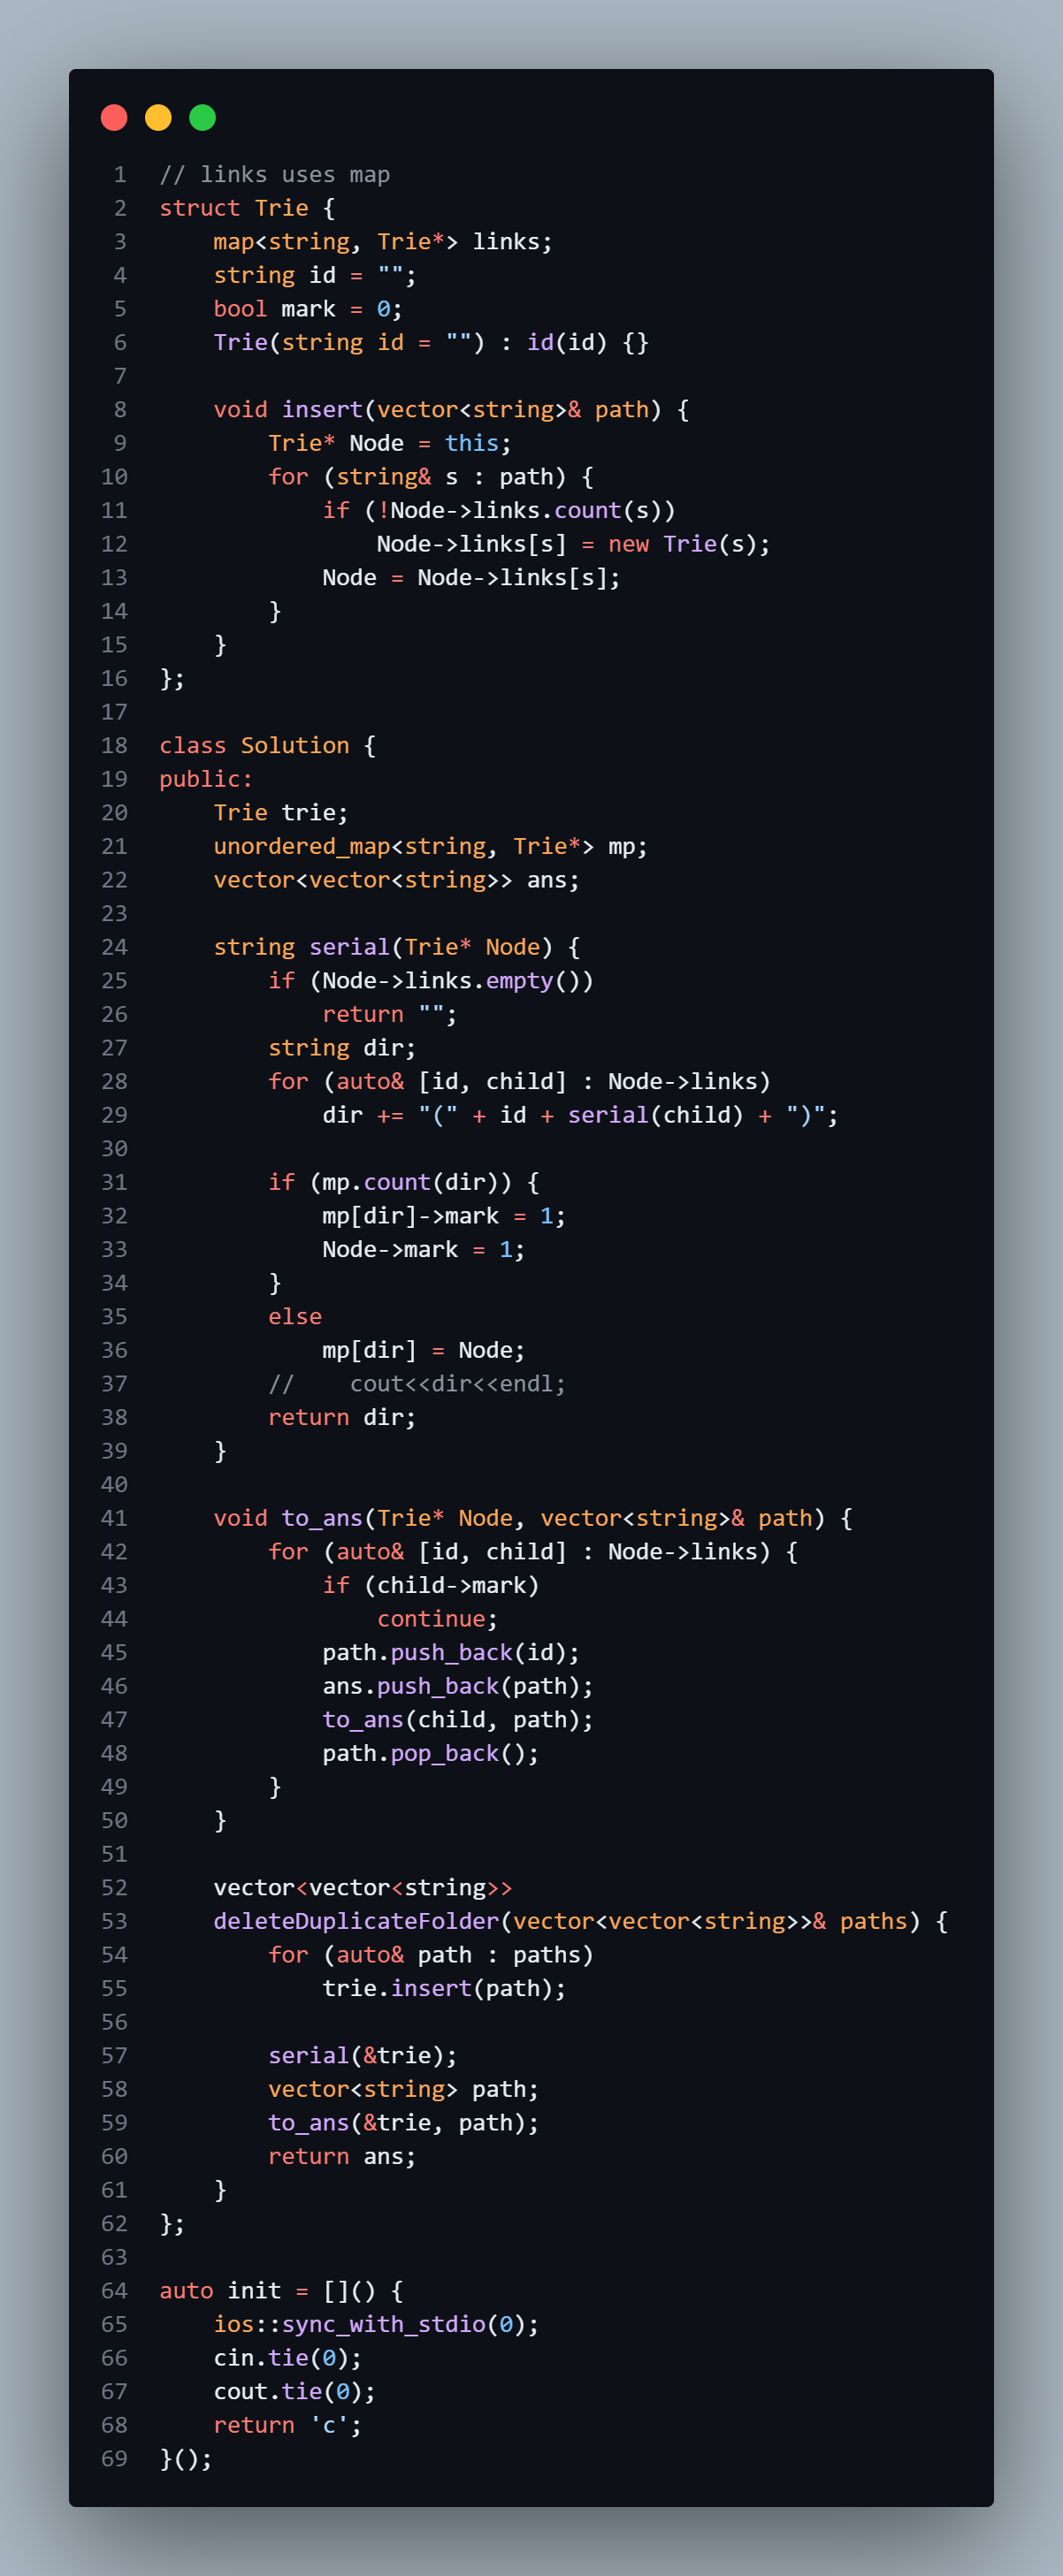 1 // links uses map
2 struct Trie {
3     map<string, Trie*> links;
4     string id = "";
5     bool mark = 0;
6     Trie(string id = "") : id(id) {}
7
8     void insert(vector<string>& path) {
9         Trie* Node = this;
10         for (string& s : path) {
11             if (!Node->links.count(s))
12                 Node->links[s] = new Trie(s);
13             Node = Node->links[s];
14         }
15     }
16 };
17
18 class Solution {
19 public:
20     Trie trie;
21     unordered_map<string, Trie*> mp;
22     vector<vector<string>> ans;
23
24     string serial(Trie* Node) {
25         if (Node->links.empty())
26             return "";
27         string dir;
28         for (auto& [id, child] : Node->links)
29             dir += "(" + id + serial(child) + ")";
30
31         if (mp.count(dir)) {
32             mp[dir]->mark = 1;
33             Node->mark = 1;
34         }
35         else
36             mp[dir] = Node;
37         //    cout<<dir<<endl;
38         return dir;
39     }
40
41     void to_ans(Trie* Node, vector<string>& path) {
42         for (auto& [id, child] : Node->links) {
43             if (child->mark)
44                 continue;
45             path.push_back(id);
46             ans.push_back(path);
47             to_ans(child, path);
48             path.pop_back();
49         }
50     }
51
52     vector<vector<string>>
53     deleteDuplicateFolder(vector<vector<string>>& paths) {
54         for (auto& path : paths)
55             trie.insert(path);
56
57         serial(&trie);
58         vector<string> path;
59         to_ans(&trie, path);
60         return ans;
61     }
62 };
63
64 auto init = []() {
65     ios::sync_with_stdio(0);
66     cin.tie(0);
67     cout.tie(0);
68     return 'c';
69 }();